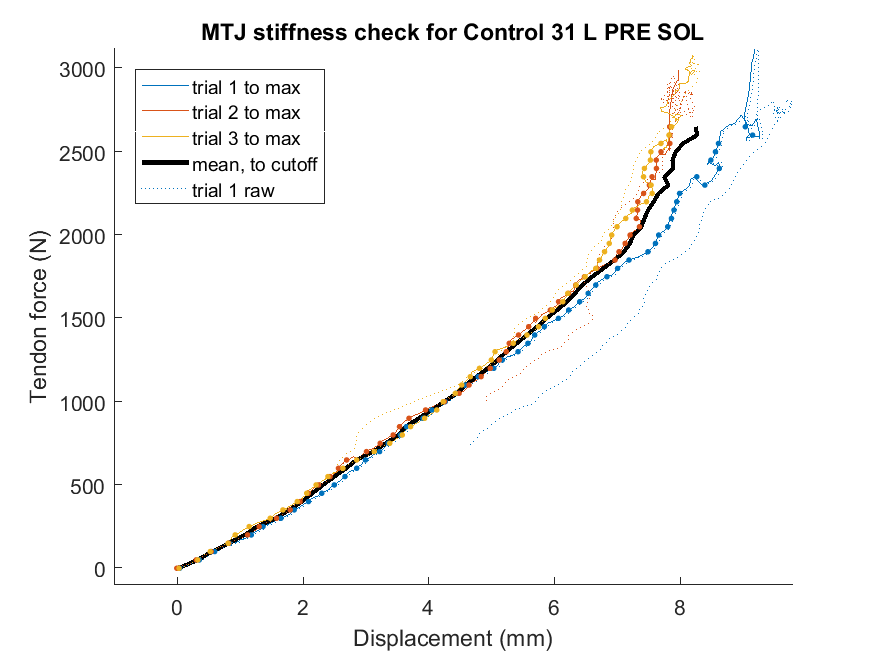 MTJ stiffness check for Control 31 L PRE SOL
3000
2500
2000
1500
1000
500
0
Tendon force (N)
trial 1 to max
trial 2 to max
trial 3 to max
mean, to cutoff
trial 1 raw
0 2 4 6 8
Displacement (mm)